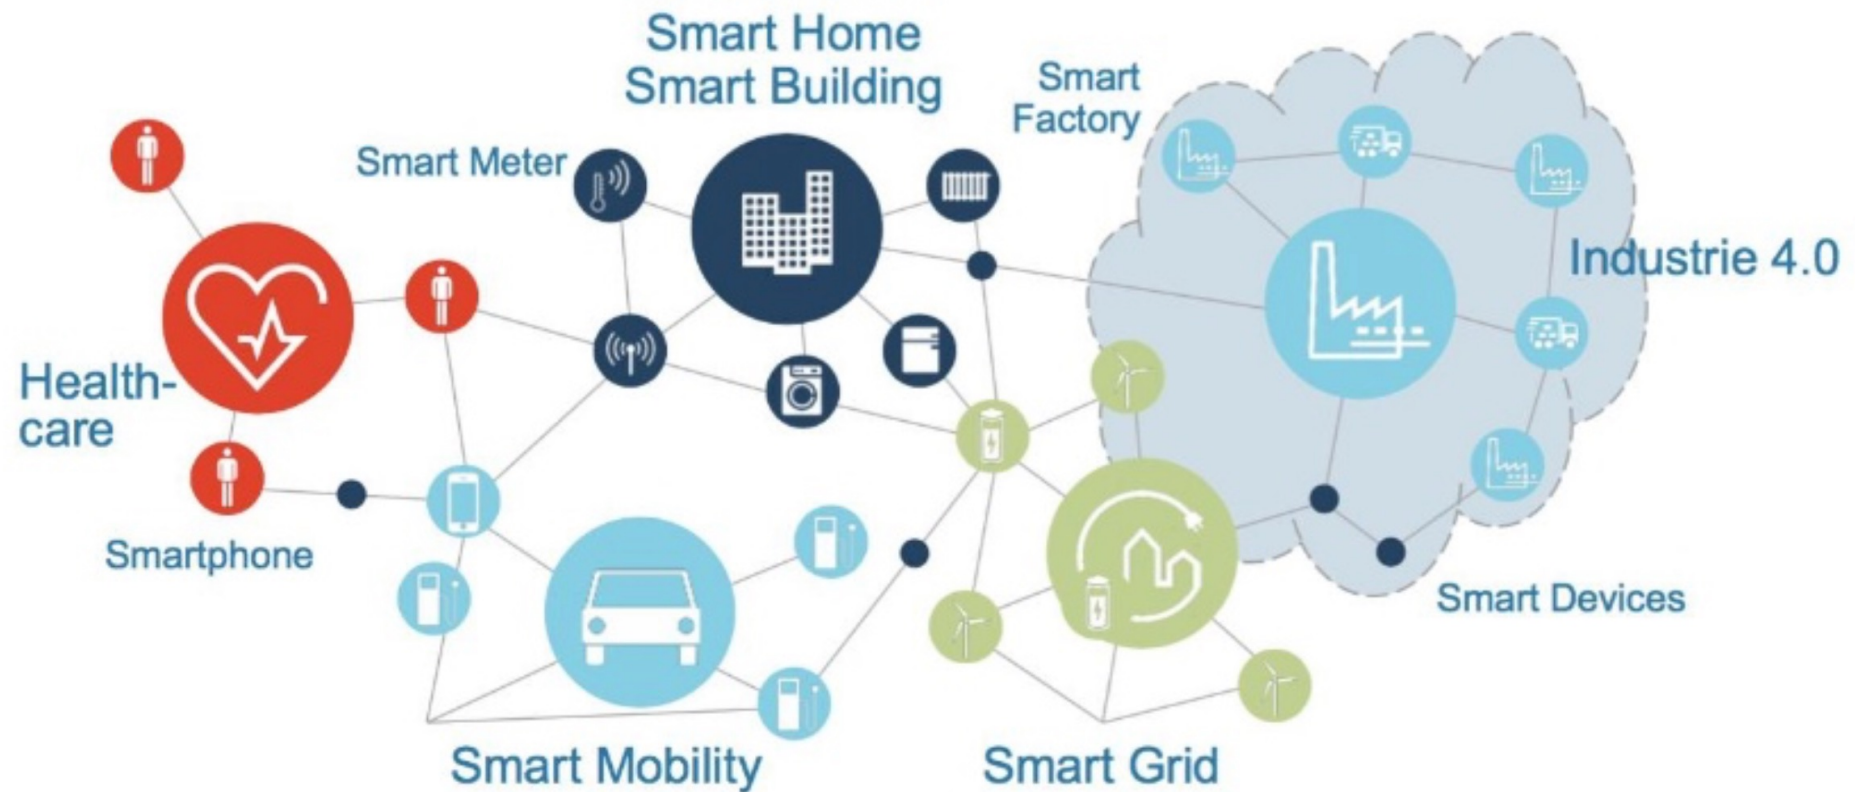 Smart Home
Smart Building
Smart
Factory
Smart Meter
Industrie 4.0
Health-
care
Smartphone
Smart Devices
Smart Mobility
Smart Grid